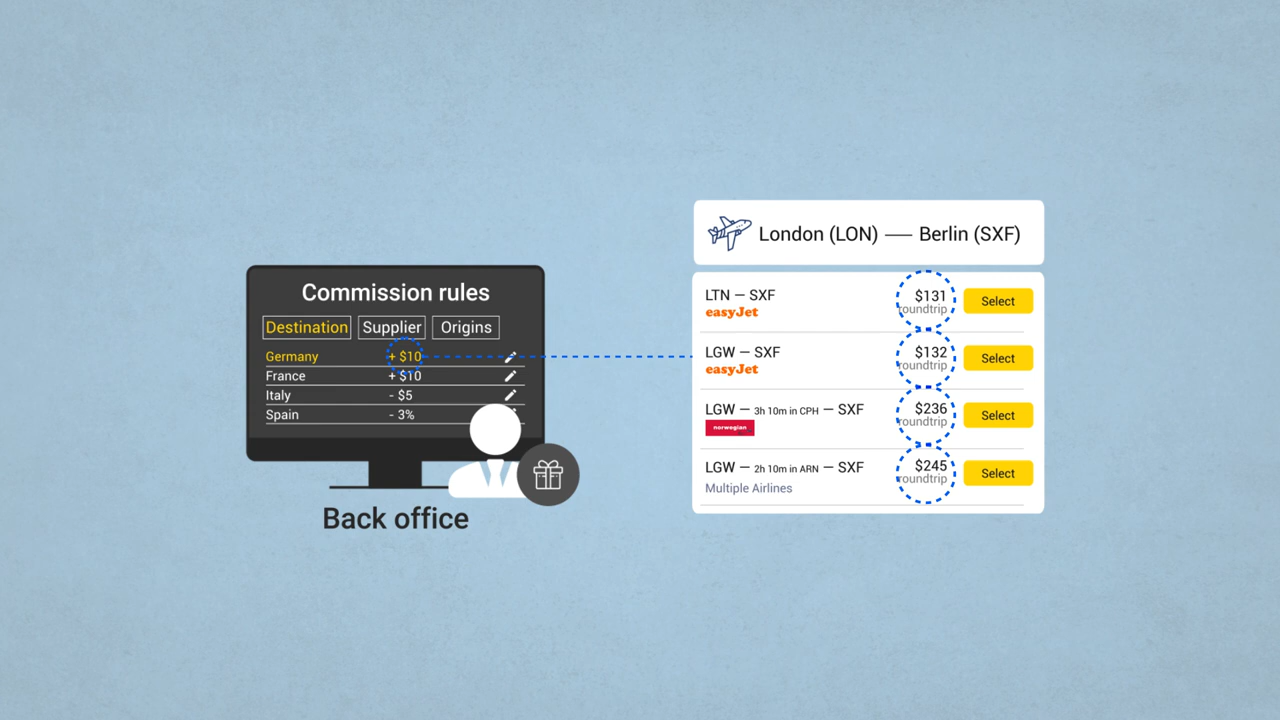 Commission rules
Destination Supplier Origins
Germany + $10
France + $10
Italy - $5
Spain - 3%
Back office
London (LON) — Berlin (SXF)
LTN — SXF $131 Select
easyJet roundtrip
LGW — SXF $132 Select
easyJet roundtrip
LGW — 3h 10m in CPH — SXF $236 Select
norwegian roundtrip
LGW — 2h 10m in ARN — SXF $245 Select
Multiple Airlines roundtrip